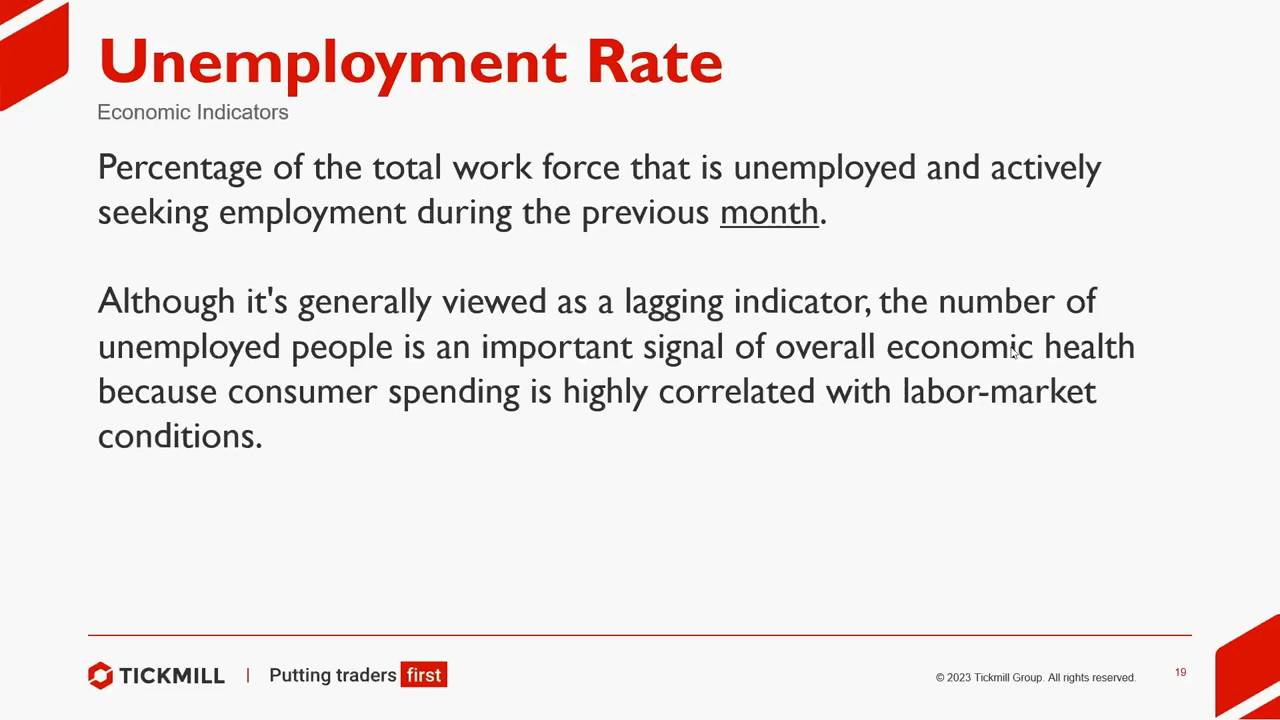 Unemployment Rate
Economic Indicators
Percentage of the total work force that is unemployed and actively
seeking employment during the previous month.
Although it's generally viewed as a lagging indicator, the number of
unemployed people is an important signal of overall economic health
because consumer spending is highly correlated with labor-market
conditions.
TICKMILL | Putting traders first
© 2023 Tickmill Group. All rights reserved.
19